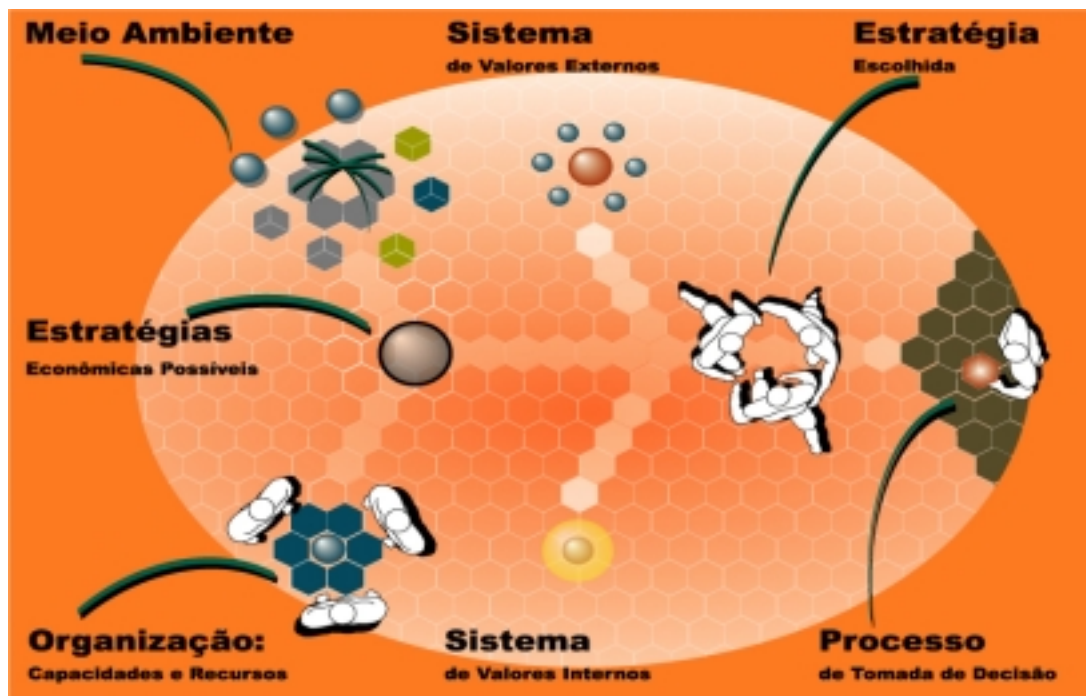 Meio Ambiente
Sistema
de Valores Externos
Estratégia
Escolhida
Estratégias
Econômicas Possíveis
Organização:
Capacidades e Recursos
Sistema
de Valores Internos
Processo
de Tomada de Decisão